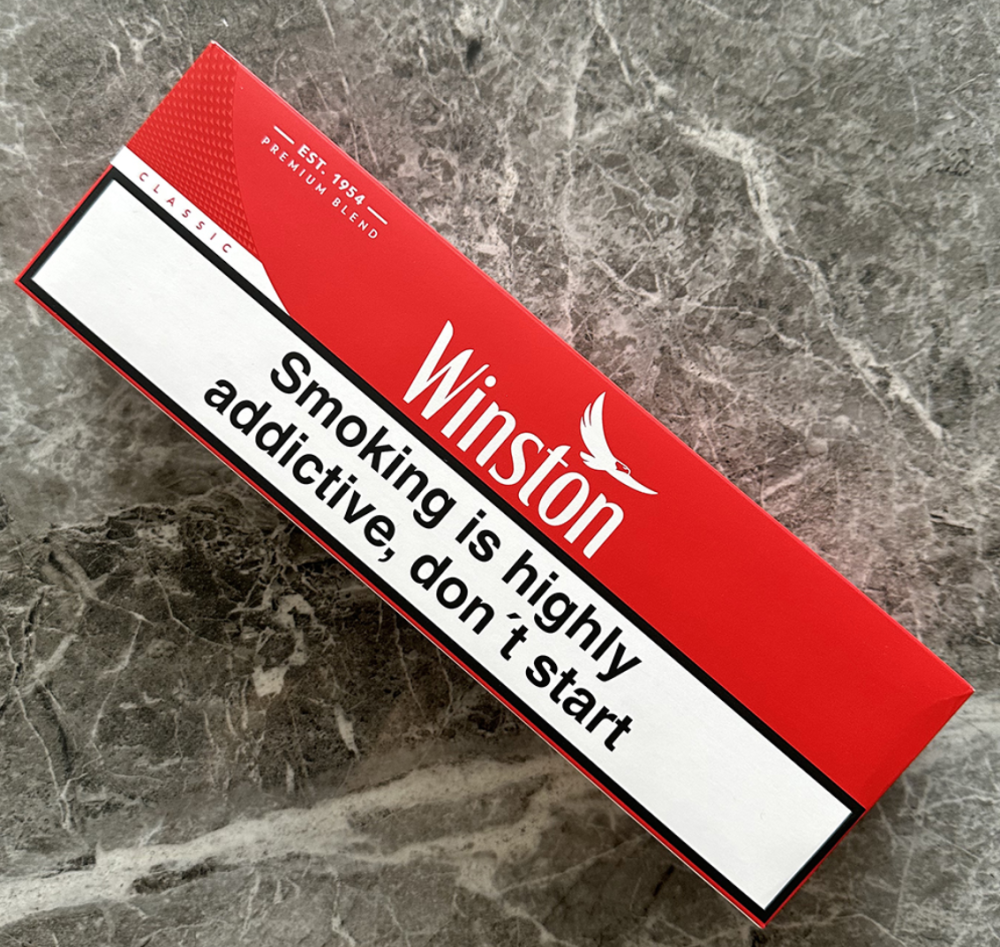 EST. 1954
PREMIUM BLEND
CLASSIC
Winston
Smoking is highly
addictive, don´t start